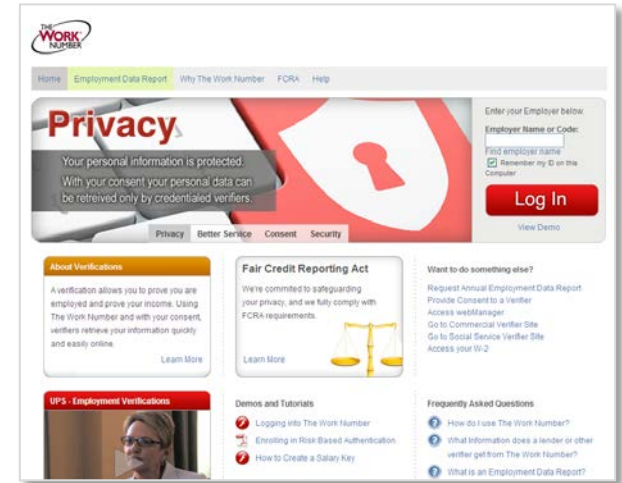 THE
WORK
NUMBER
Home Employment Data Report Why The Work Number FCRA Help
Privacy
Your personal information is protected.
With your consent your personal data can
be retreived only by credentialed verifiers.
Privacy Better Service Consent Security
Enter your Employer below.
Employer Name or Code:
Find employer name
Remember my ID on this
Computer
Log In
View Demo
About Verifications
A verification allows you to prove you are
employed and prove your income. Using
The Work Number and with your consent,
verifiers retrieve your information quickly
and easily online.
Learn More
Fair Credit Reporting Act
We're commited to safeguarding
your privacy, and we fully comply with
FCRA requirements.
Learn More
Want to do something else?
Request Annual Employment Data Report
Provide Consent to a Verifier
Access webManager
Go to Commercial Verifier Site
Go to Social Service Verifier Site
Access your W-2
UPS - Employment Verifications
Demos and Tutorials
Logging into The Work Number
Enrolling in Risk Based Authentication
How to Create a Salary Key
Frequently Asked Questions
How do I use The Work Number?
What Information does a lender or other
verifier get from The Work Number?
What is an Employment Data Report?